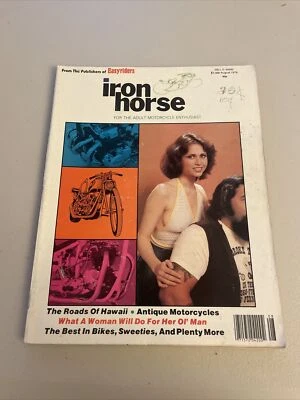 From The Publishers of Easyriders
iron
horse
FOR THE ADULT MOTORCYCLE ENTHUSIAST
The Roads Of Hawaii • Antique Motorcycles
What A Woman Will Do For Her Ol' Man
The Best In Bikes, Sweeties, And Plenty More